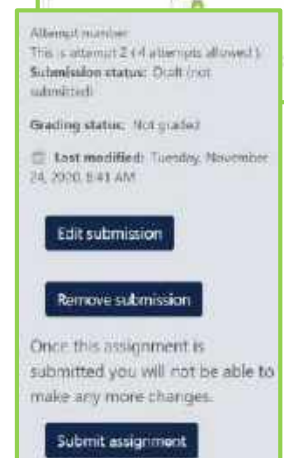 Attempt number
This is attempt 2 ( 4 attempts allowed ).
Submission status: Draft (not
submitted)
Grading status: Not graded
Last modified: Tuesday, November
24, 2020, 8:41 AM
Edit submission
Remove submission
Once this assignment is
submitted you will not be able to
make any more changes.
Submit assignment